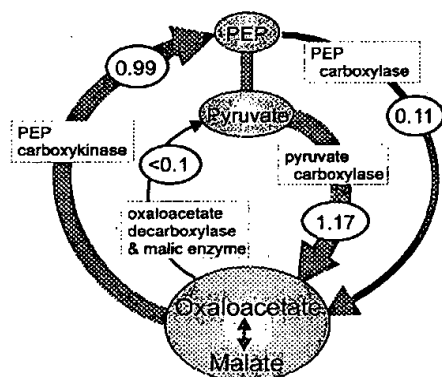 PEP
0.99
PEP
carboxylase
Pyruvate
0.11
PEP
carboxykinase
<0.1
pyruvate
carboxylase
oxaloacetate
decarboxylase
& malic enzyme
1.17
Oxaloacetate
Malate